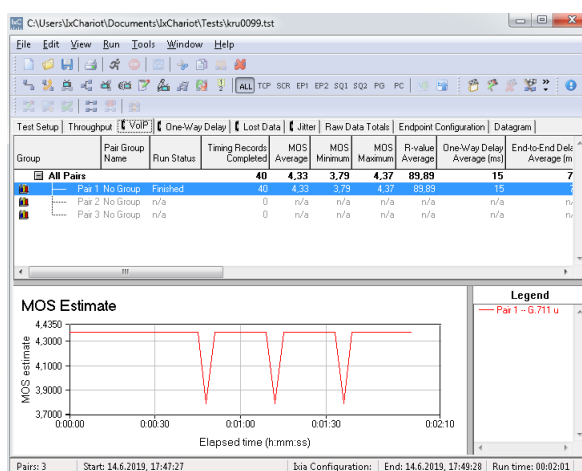 C:\Users\IxChariot\Documents\IxChariot\Tests\kru0099.tst
File Edit View Run Tools Window Help
ALL TCP SCR EP1 EP2 SQ1 SQ2 PG PC
Test Setup Throughput VoIP One-Way Delay Lost Data Jitter Raw Data Totals Endpoint Configuration Datagram
Group Pair Group Name Run Status Timing Records Completed MOS Average MOS Minimum MOS Maximum R-value Average One-Way Delay Average (ms) End-to-End Dela Average (m
All Pairs 40 4,33 3,79 4,37 89,89 15 7
Pair 1 No Group Finished 40 4,33 3,79 4,37 89,89 15 7
Pair 2 No Group n/a 0 n/a n/a n/a n/a n/a n/
Pair 3 No Group n/a 0 n/a n/a n/a n/a n/a n/
MOS Estimate
Legend
Pair 1 -- G.711 u
4,4350
4,3000
4,1000
3,9000
3,7000
MOS estimate
0:00:00 0:00:30 0:01:00 0:01:30 0:02:10
Elapsed time (h:mm:ss)
Pairs: 3 Start: 14.6.2019, 17:47:27 Ixia Configuration: End: 14.6.2019, 17:49:28 Run time: 00:02:01